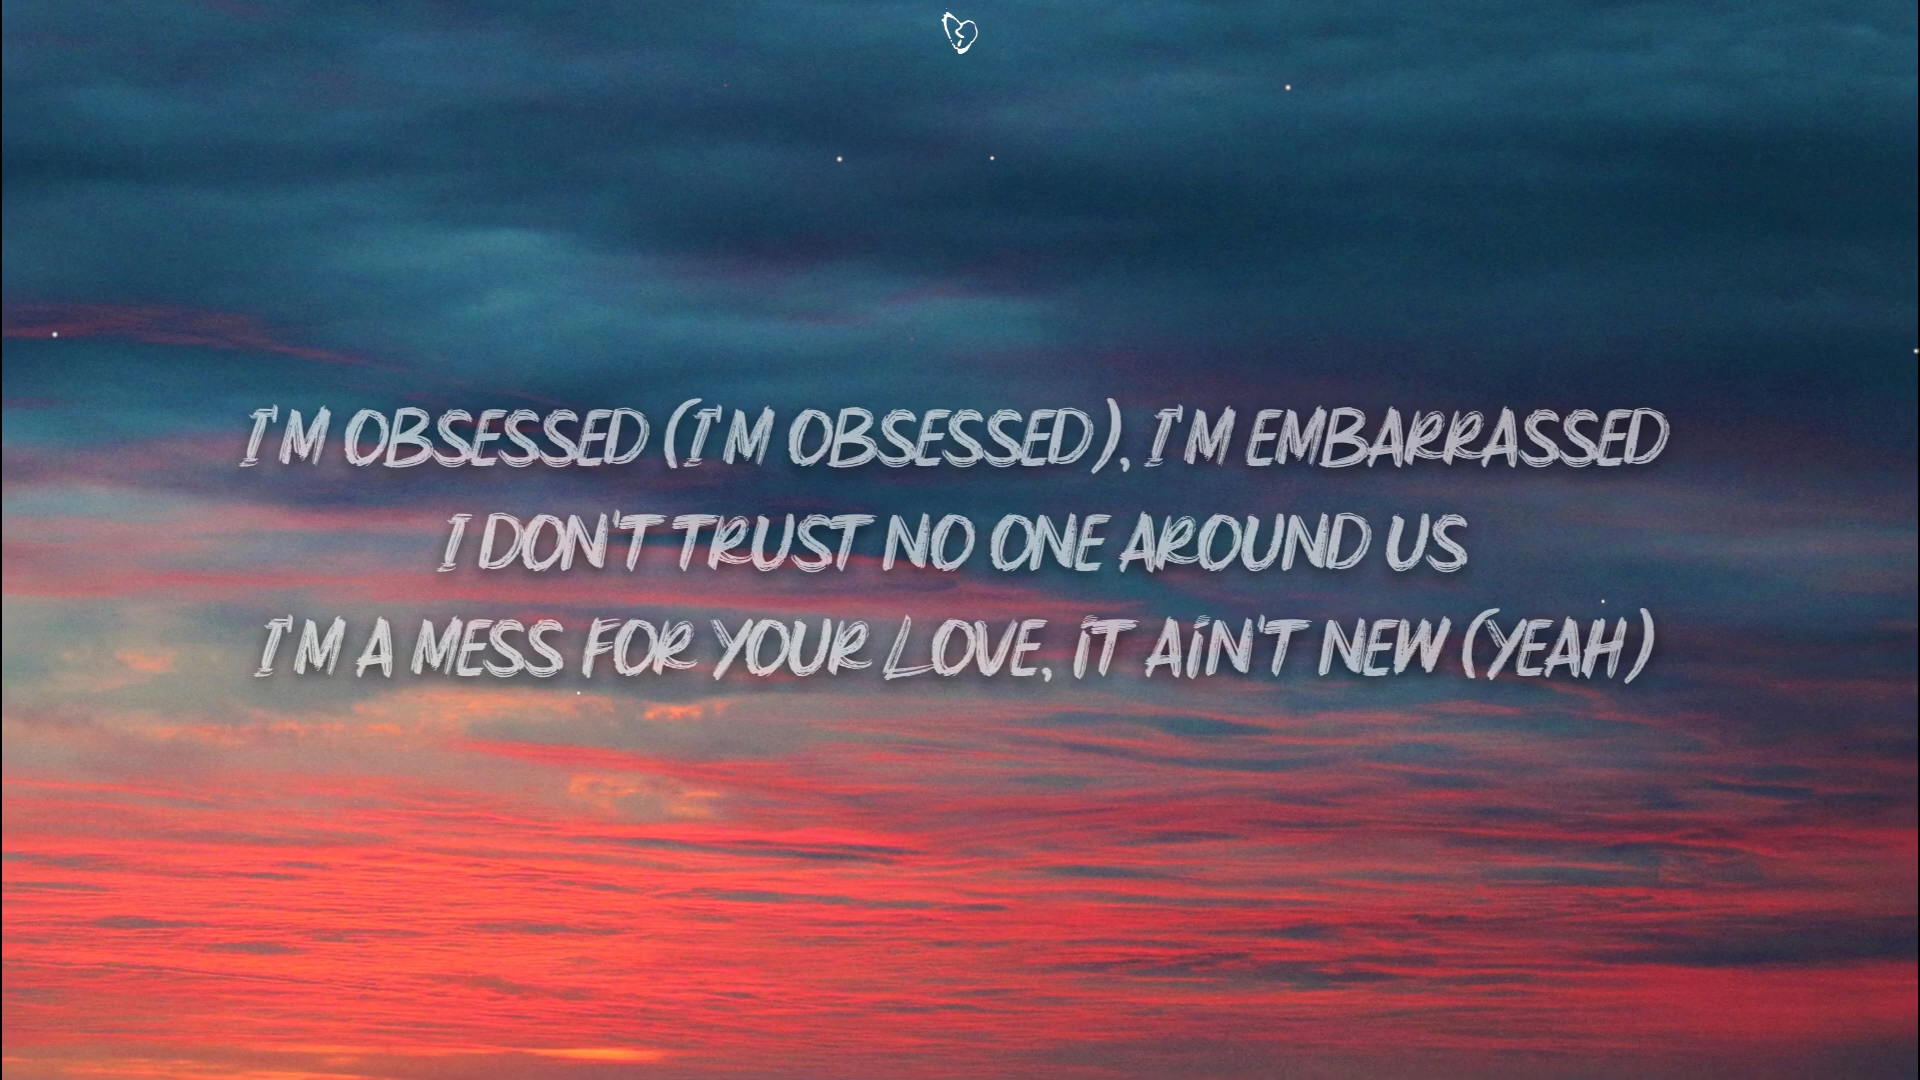 I'M OBSESSED (I'M OBSESSED), I'M EMBARRASSED
I DON'T TRUST NO ONE AROUND US
I'M A MESS FOR YOUR LOVE, IT AIN'T NEW (YEAH)